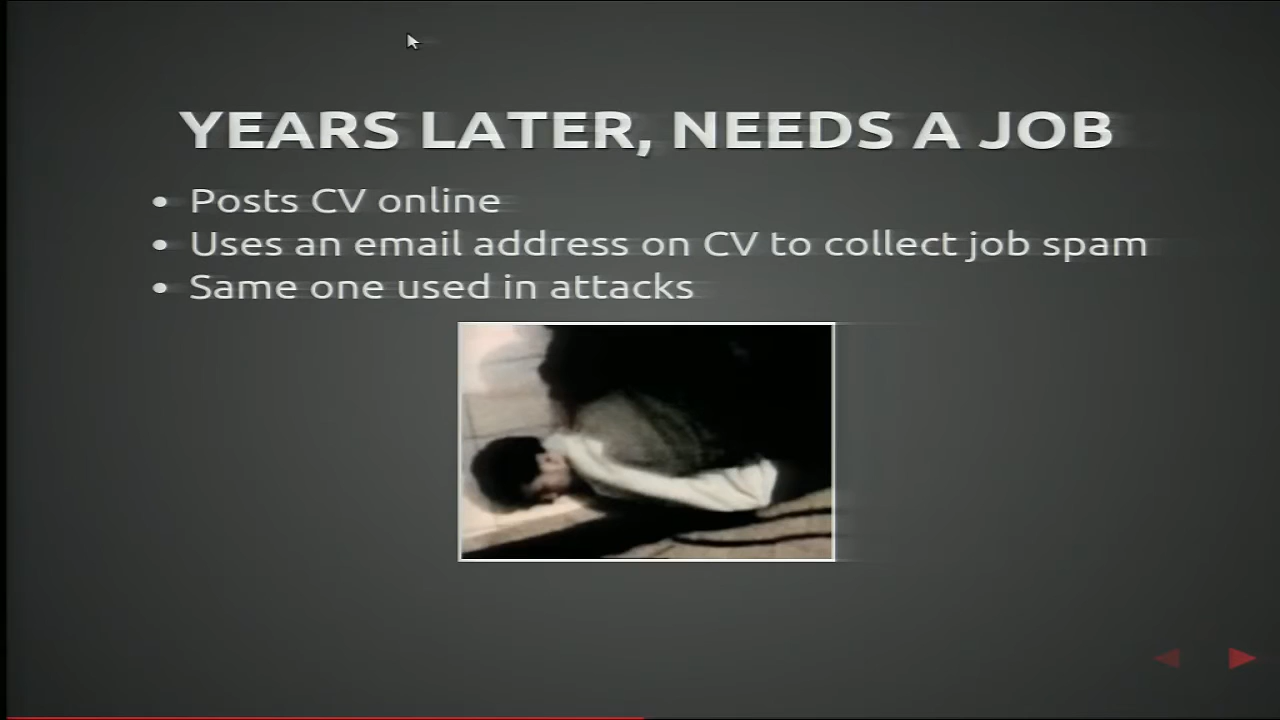 YEARS LATER, NEEDS A JOB
• Posts CV online
• Uses an email address on CV to collect job spam
• Same one used in attacks